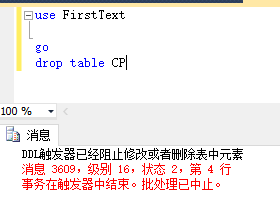 use FirstText
go
drop table CP
100 %
消息
DDL触发器已经阻止修改或者删除表中元素
消息 3609，级别 16，状态 2，第 4 行
事务在触发器中结束。批处理已中止。